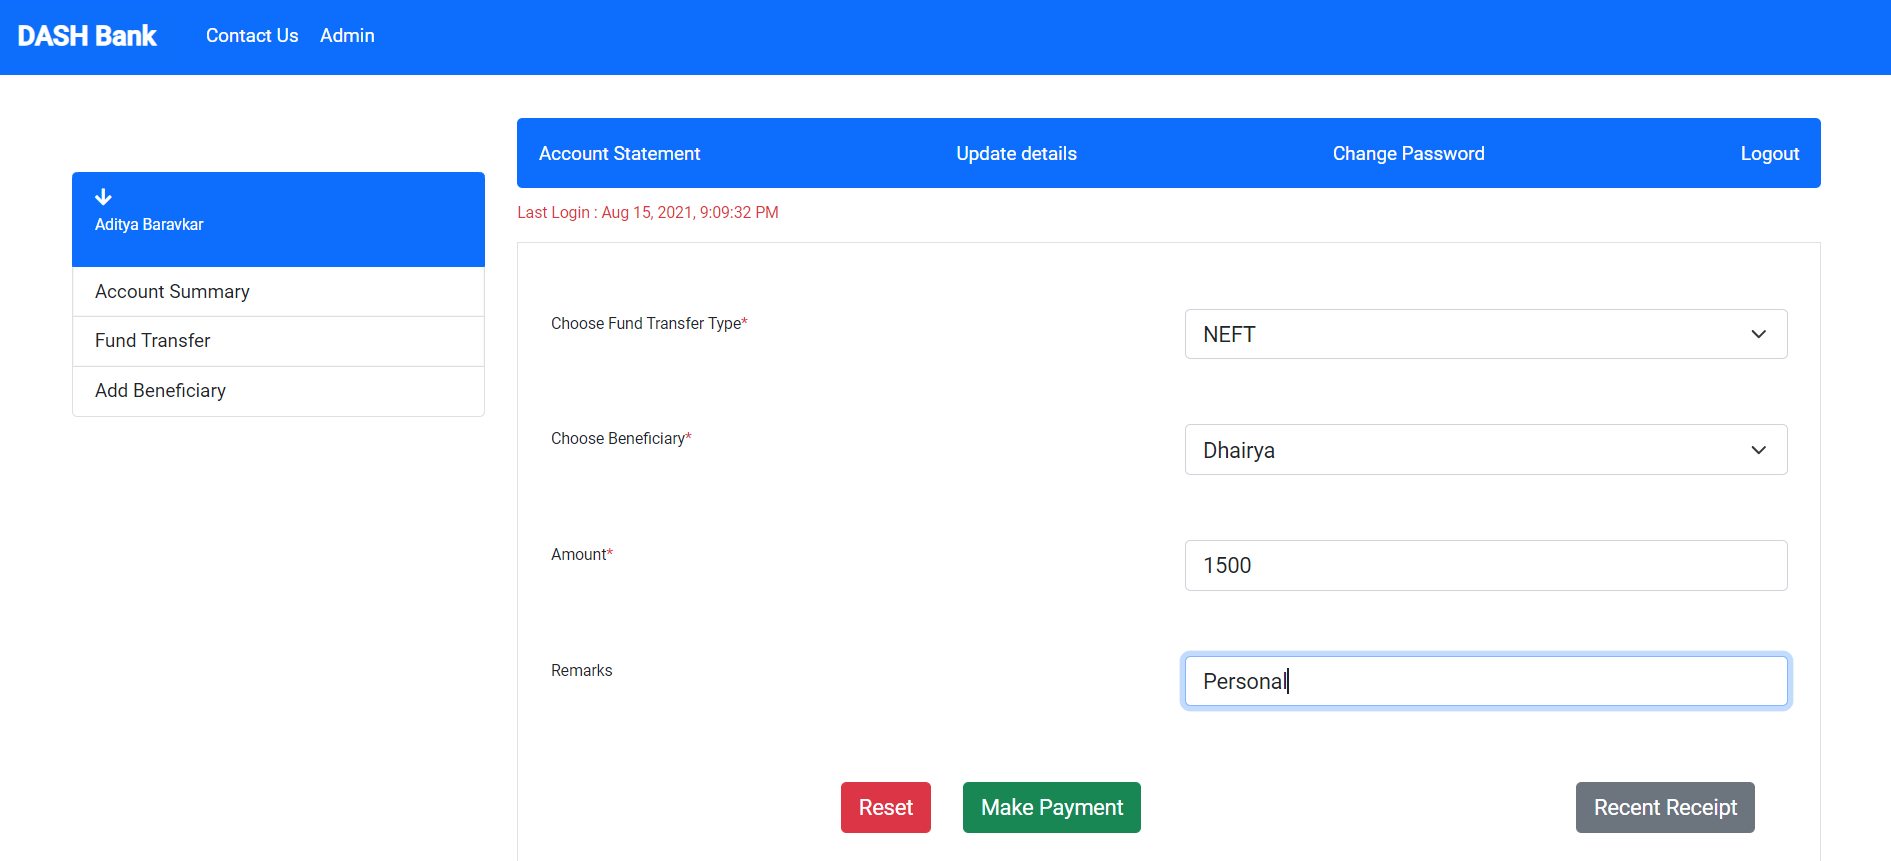 DASH Bank Contact Us Admin
Account Statement Update details Change Password Logout
Last Login : Aug 15, 2021, 9:09:32 PM
Aditya Baravkar
Account Summary
Fund Transfer
Add Beneficiary
Choose Fund Transfer Type* NEFT
Choose Beneficiary* Dhairya
Amount* 1500
Remarks Personal
Reset Make Payment Recent Receipt